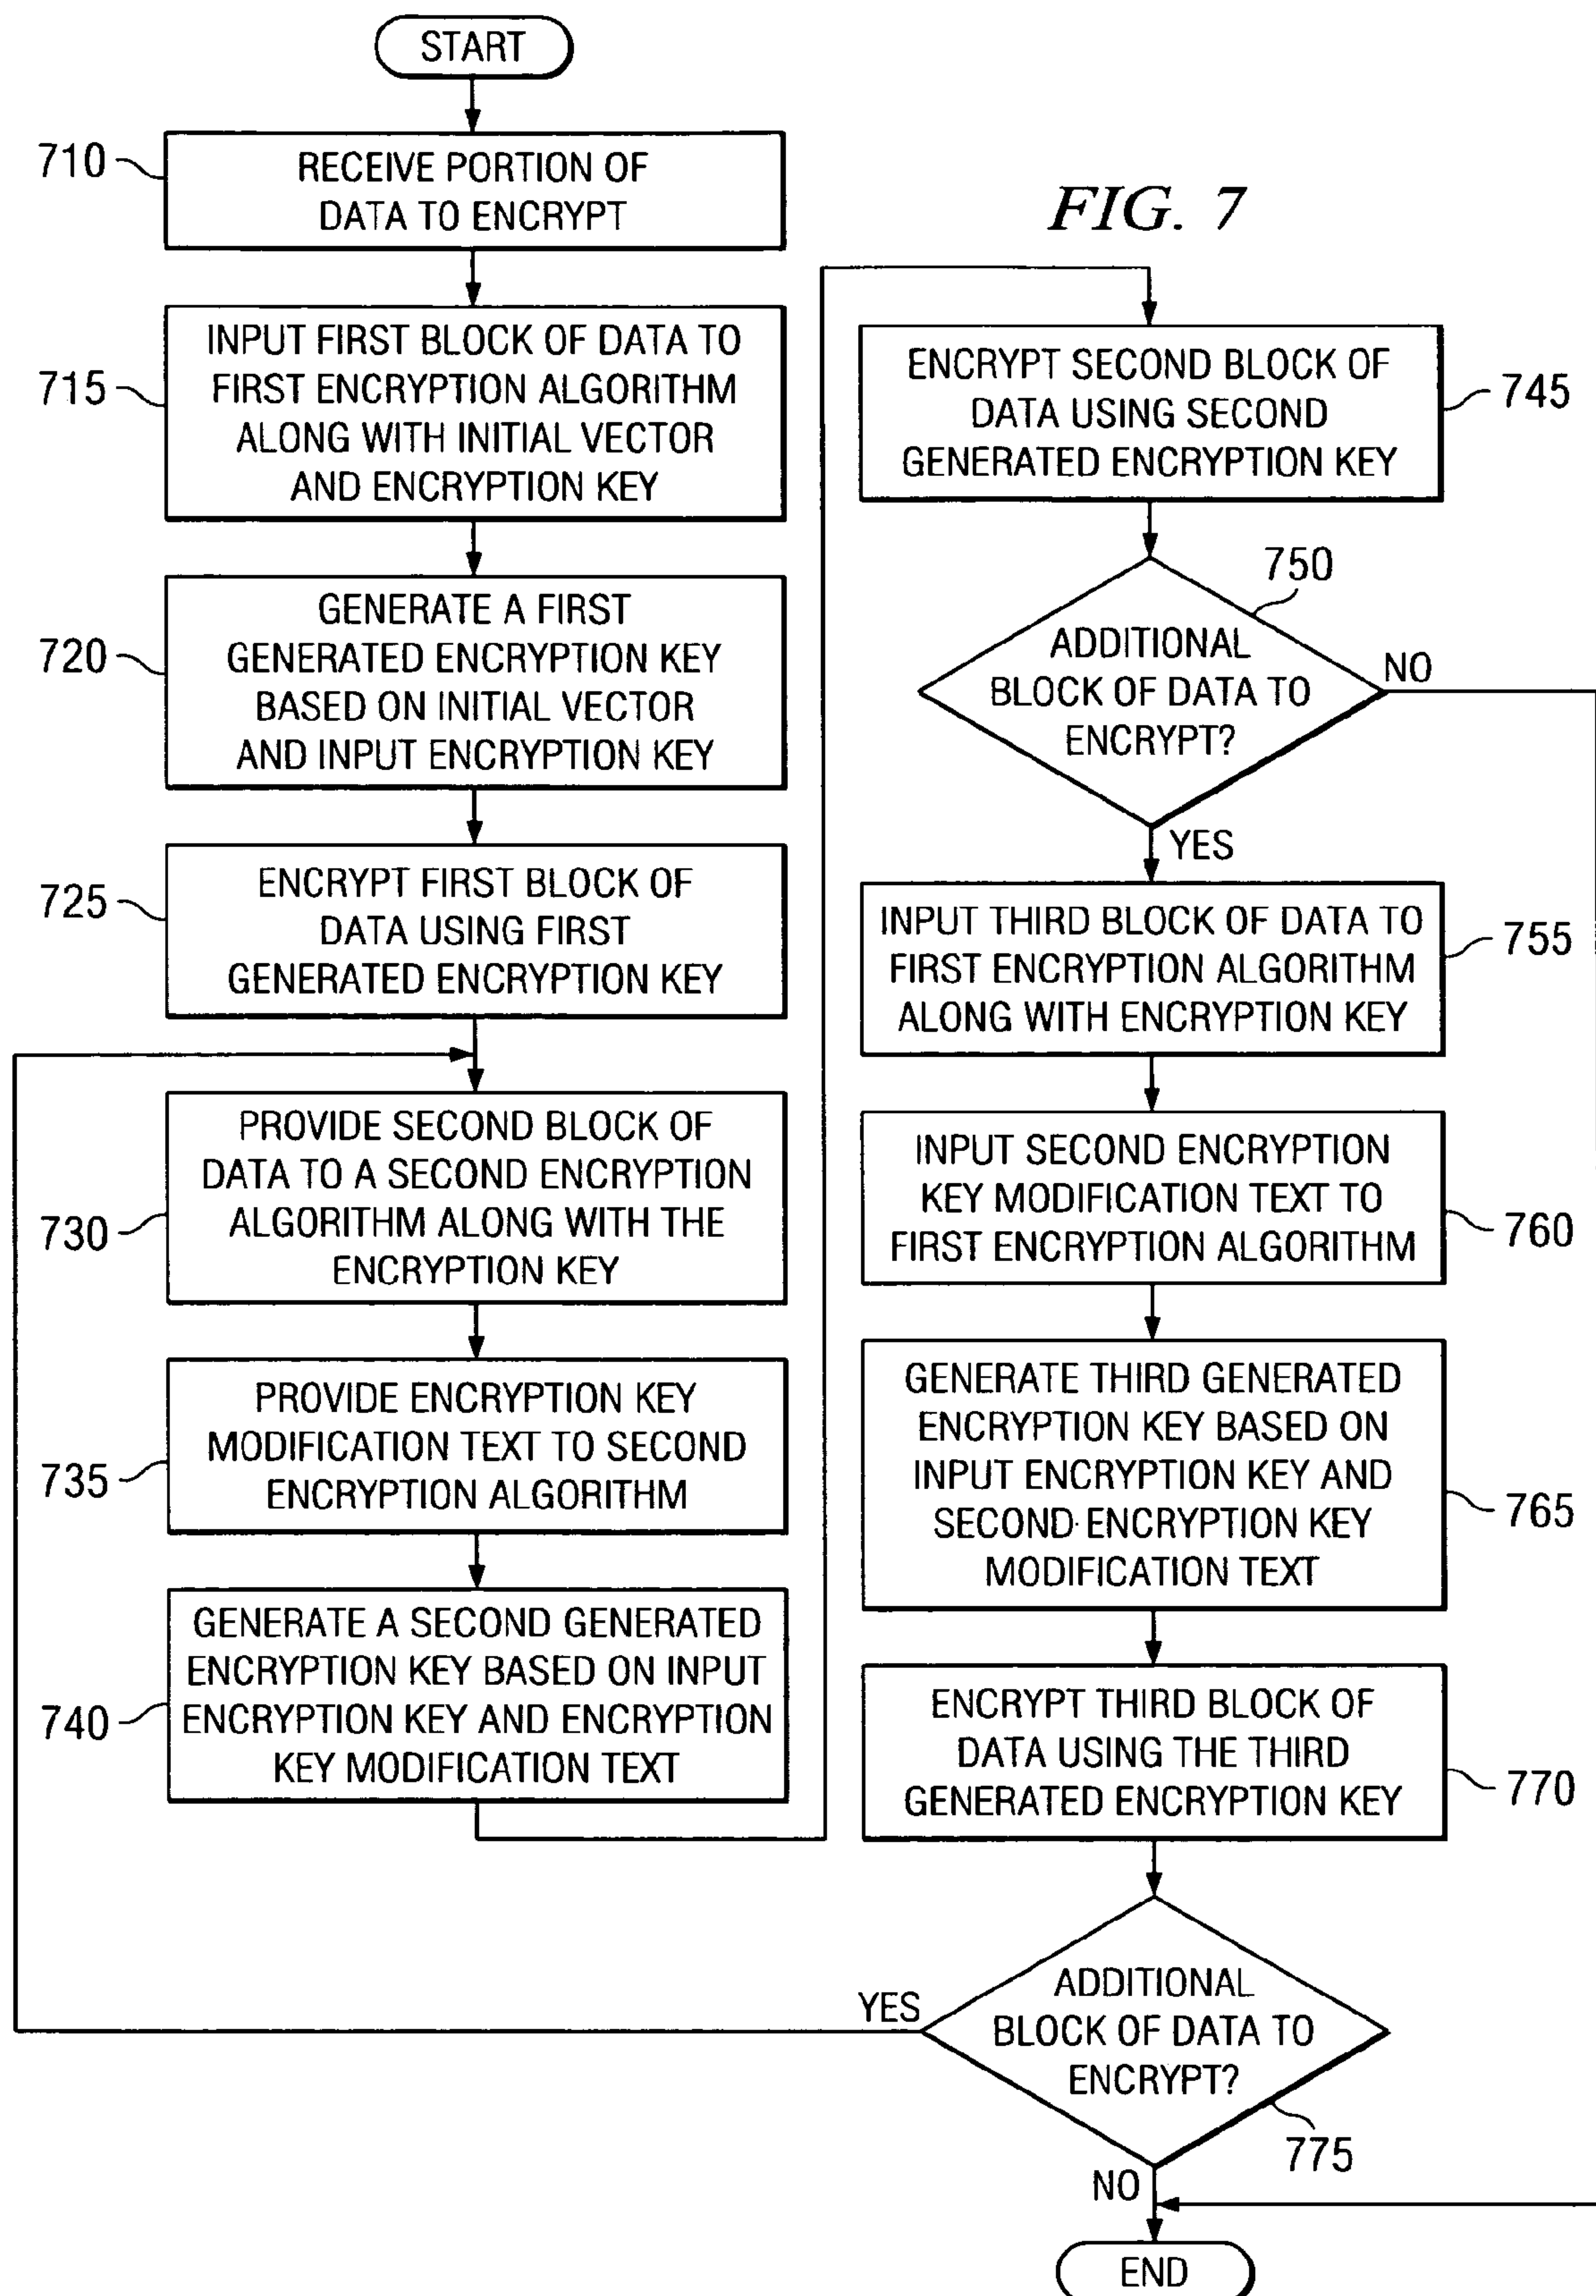 START
710
RECEIVE PORTION OF
DATA TO ENCRYPT
FIG. 7
715
INPUT FIRST BLOCK OF DATA TO
FIRST ENCRYPTION ALGORITHM
ALONG WITH INITIAL VECTOR
AND ENCRYPTION KEY
720
GENERATE A FIRST
GENERATED ENCRYPTION KEY
BASED ON INITIAL VECTOR
AND INPUT ENCRYPTION KEY
725
ENCRYPT FIRST BLOCK OF
DATA USING FIRST
GENERATED ENCRYPTION KEY
730
PROVIDE SECOND BLOCK OF
DATA TO A SECOND ENCRYPTION
ALGORITHM ALONG WITH THE
ENCRYPTION KEY
735
PROVIDE ENCRYPTION KEY
MODIFICATION TEXT TO SECOND
ENCRYPTION ALGORITHM
740
GENERATE A SECOND GENERATED
ENCRYPTION KEY BASED ON INPUT
ENCRYPTION KEY AND ENCRYPTION
KEY MODIFICATION TEXT
ENCRYPT SECOND BLOCK OF
DATA USING SECOND
GENERATED ENCRYPTION KEY
745
750
ADDITIONAL
BLOCK OF DATA TO
ENCRYPT?
NO
YES
INPUT THIRD BLOCK OF DATA TO
FIRST ENCRYPTION ALGORITHM
ALONG WITH ENCRYPTION KEY
755
INPUT SECOND ENCRYPTION
KEY MODIFICATION TEXT TO
FIRST ENCRYPTION ALGORITHM
760
GENERATE THIRD GENERATED
ENCRYPTION KEY BASED ON
INPUT ENCRYPTION KEY AND
SECOND ENCRYPTION KEY
MODIFICATION TEXT
765
ENCRYPT THIRD BLOCK OF
DATA USING THE THIRD
GENERATED ENCRYPTION KEY
770
YES
ADDITIONAL
BLOCK OF DATA TO
ENCRYPT?
775
NO
END